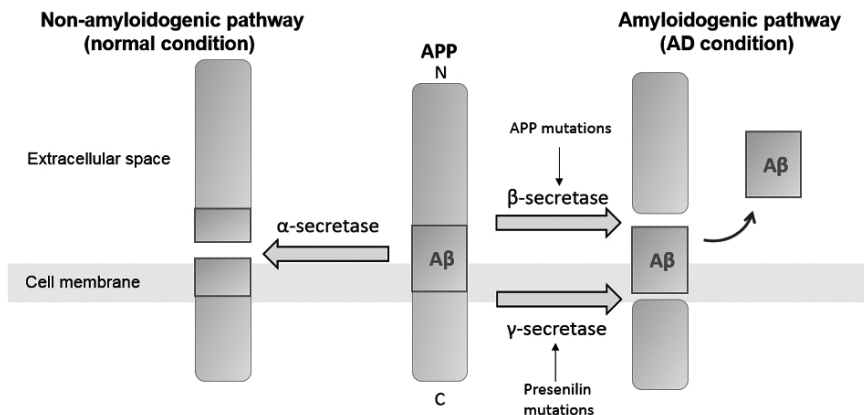 Non-amyloidogenic pathway
(normal condition)
APP
N
Amyloidogenic pathway
(AD condition)
Extracellular space
APP mutations
Aβ
β-secretase
α-secretase
Aβ
Aβ
Cell membrane
γ-secretase
Presenilin
mutations
C